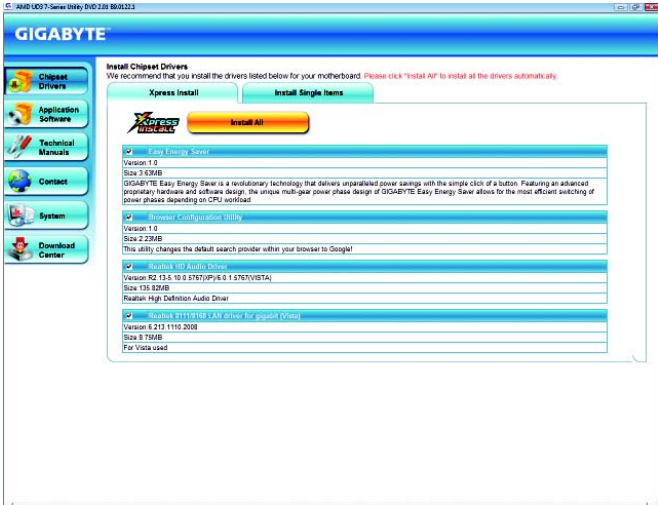 AMD UD3 7-Series Utility DVD 2.01 B9.0122.1
GIGABYTE™
Chipset
Drivers
Application
Software
Technical
Manuals
Contact
System
Download
Center
Install Chipset Drivers
We recommend that you install the drivers listed below for your motherboard. Please click "Install All" to install all the drivers automatically.
Xpress Install
Install Single Items
Xpress
INSTALL
Install All
Easy Energy Saver
Version:1.0
Size:3.63MB
GIGABYTE Easy Energy Saver is a revolutionary technology that delivers unparalleled power savings with the simple click of a button. Featuring an advanced
proprietary hardware and software design, the unique multi-gear power phase design of GIGABYTE Easy Energy Saver allows for the most efficient switching of
power phases depending on CPU workload.
Browser Configuration Utility
Version:1.0
Size:2.23MB
This utility changes the default search provider within your browser to Google!
Realtek HD Audio Driver
Version:R2.13-5.10.0.5767(XP)/6.0.1.5767(VISTA)
Size:135.82MB
Realtek High Definition Audio Driver
Realtek 8111/8168 LAN driver for gigabit (Vista)
Version:6.213.1110.2008
Size:8.75MB
For Vista used